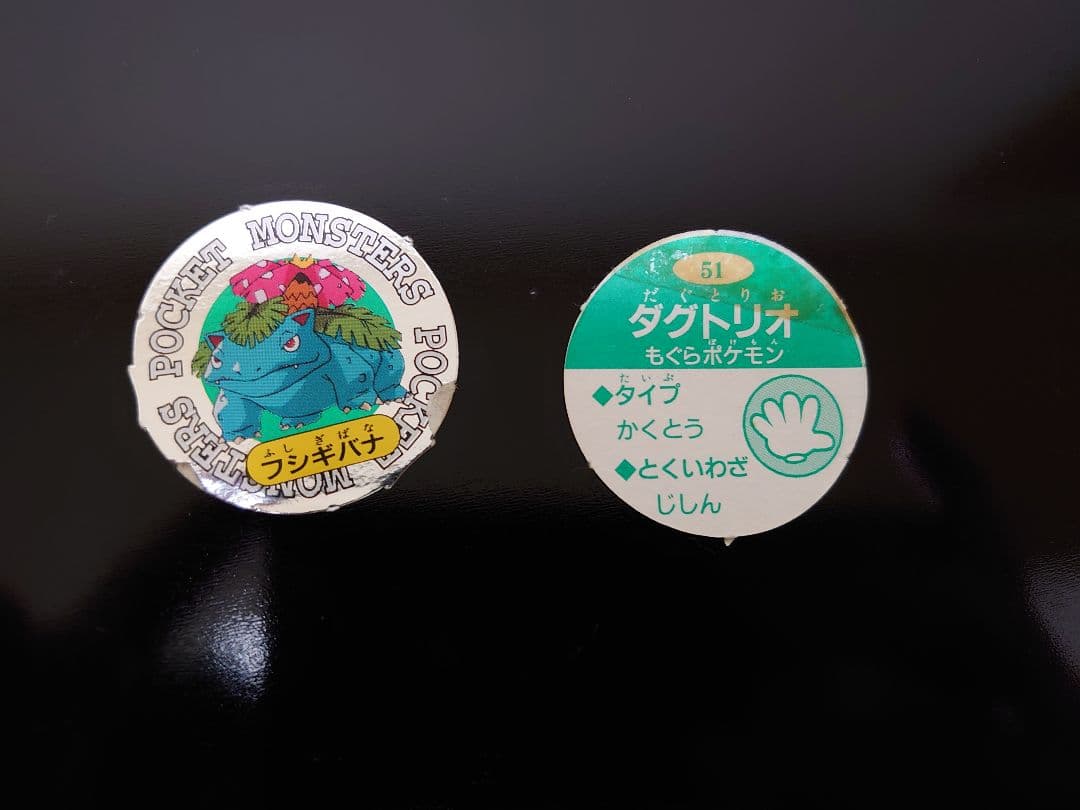 POCKET MONSTERS POCKET MONSTERS
ふしぎばな
フシギバナ
51
だぐとりお
ダグトリオ
ぽけもん
もぐらポケモン
たいぷ
◆タイプ
かくとう
◆とくいわざ
じしん